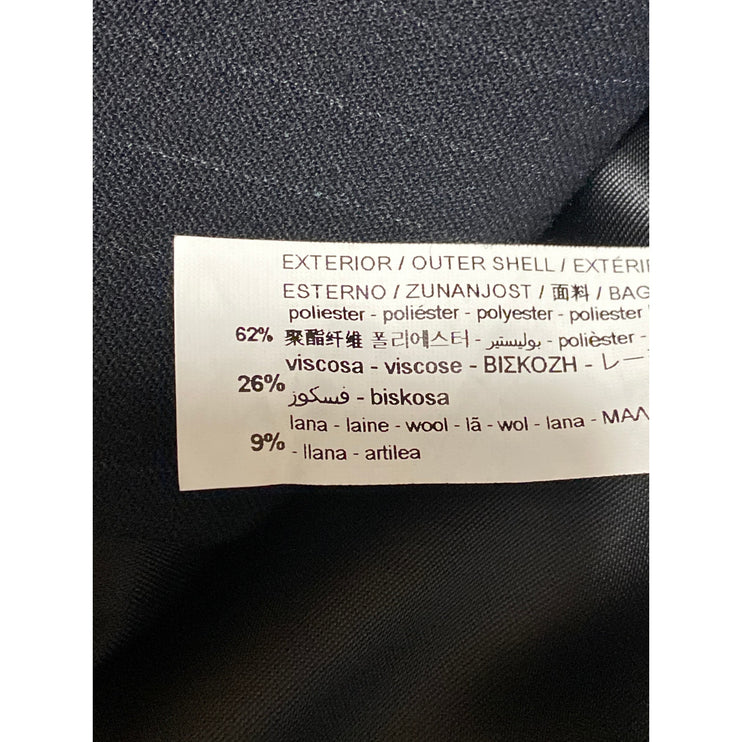 EXTERIOR / OUTER SHELL / EXTÉRI
ESTERNO / ZUNANJOST / 面料 / BAG
poliester - poliéster - polyester - poliester
62% 聚酯纤维 폴리에스터 - بوليستير - polièster -
viscosa - viscose - ΒΙΣΚΟΖΗ - レー
26% فسكوز - biskosa
lana - laine - wool - lã - wol - lana - ΜΑΛ
9% - llana - artilea